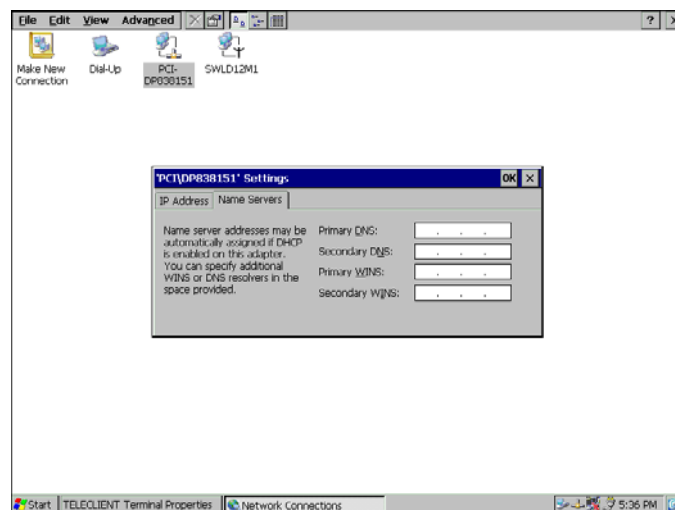 File Edit View Advanced ? ×
Make New Connection
Dial-Up
PCI-DP838151
SWLD12M1
'PCI\DP838151' Settings OK ×
IP Address Name Servers
Name server addresses may be
automatically assigned if DHCP
is enabled on this adapter.
You can specify additional
WINS or DNS resolvers in the
space provided.
Primary DNS: . . .
Secondary DNS: . . .
Primary WINS: . . .
Secondary WINS: . . .
Start TELECLIENT Terminal Properties Network Connections 5:36 PM